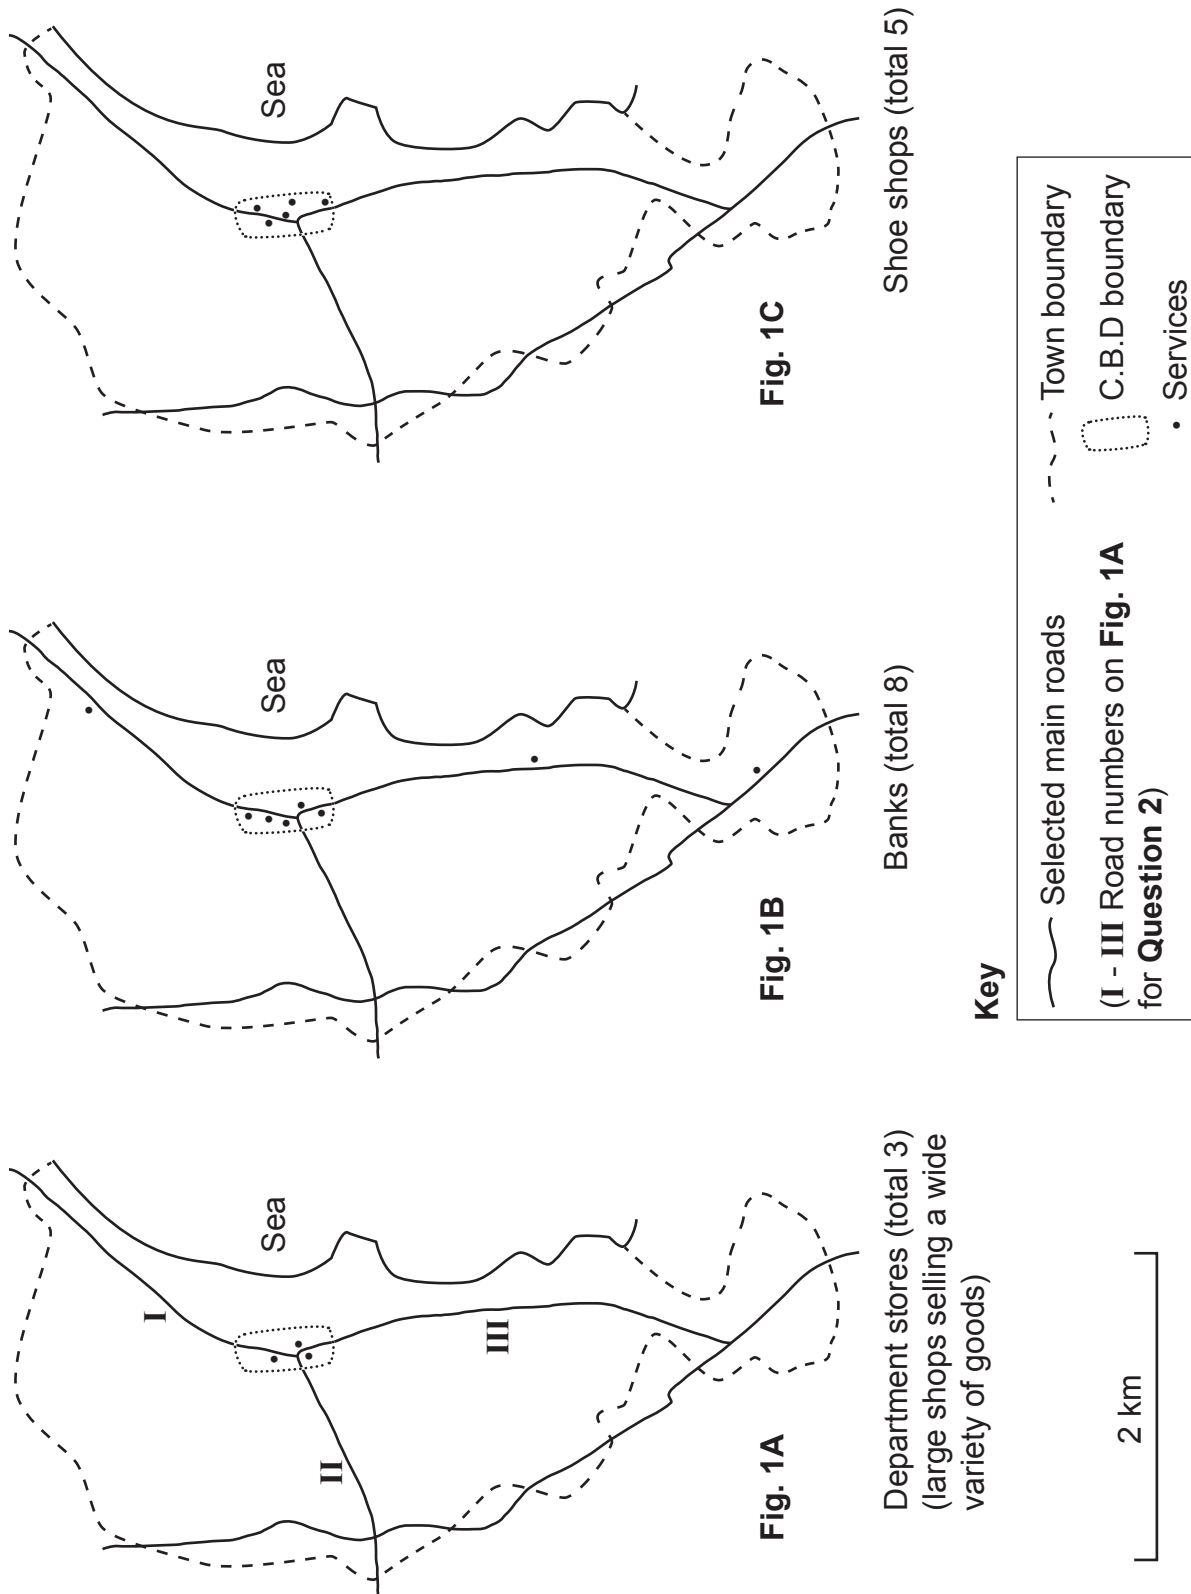 I
II
III
Sea
Fig. 1A
Department stores (total 3)
(large shops selling a wide
variety of goods)
2 km
Sea
Fig. 1B
Banks (total 8)
Sea
Fig. 1C
Shoe shops (total 5)
Key
Selected main roads
(I - III Road numbers on Fig. 1A
for Question 2)
Town boundary
C.B.D boundary
Services